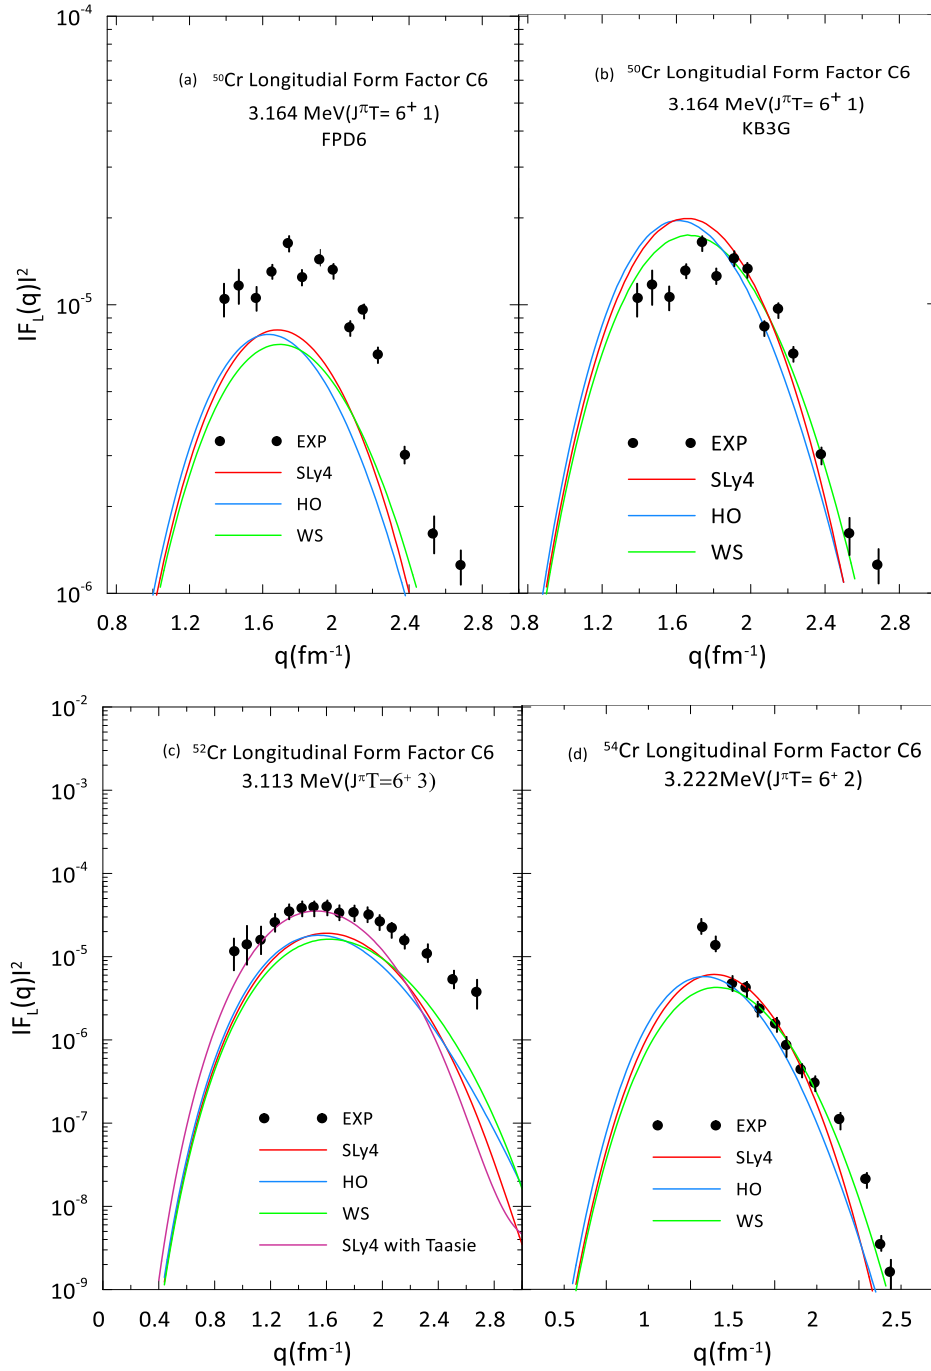 10⁻⁴
(a) ⁵⁰Cr Longitudial Form Factor C6
3.164 MeV(JᵖⁱT= 6⁺ 1)
FPD6
(b) ⁵⁰Cr Longitudial Form Factor C6
3.164 MeV(J^πT= 6⁺ 1)
KB3G
IF_L(q)I²
10⁻⁵
EXP
SLy4
HO
WS
EXP
SLy4
HO
WS
10⁻⁶
0.8 1.2 1.6 2 2.4 2.8
0.8 1.2 1.6 2 2.4 2.8
q(fm⁻¹)
q(fm⁻¹)
10⁻²
(c) ⁵²Cr Longitudinal Form Factor C6
3.113 MeV(J^πT=6⁺ 3)
(d) ⁵⁴Cr Longitudinal Form Factor C6
3.222MeV(J^πT= 6⁺ 2)
10⁻³
10⁻⁴
IF_L(q)I²
10⁻⁵
10⁻⁶
10⁻⁷
10⁻⁸
10⁻⁹
EXP
SLy4
HO
WS
SLy4 with Taasie
EXP
SLy4
HO
WS
0 0.4 0.8 1.2 1.6 2 2.4 2.8
0.5 1 1.5 2 2.5
q(fm⁻¹)
q(fm⁻¹)